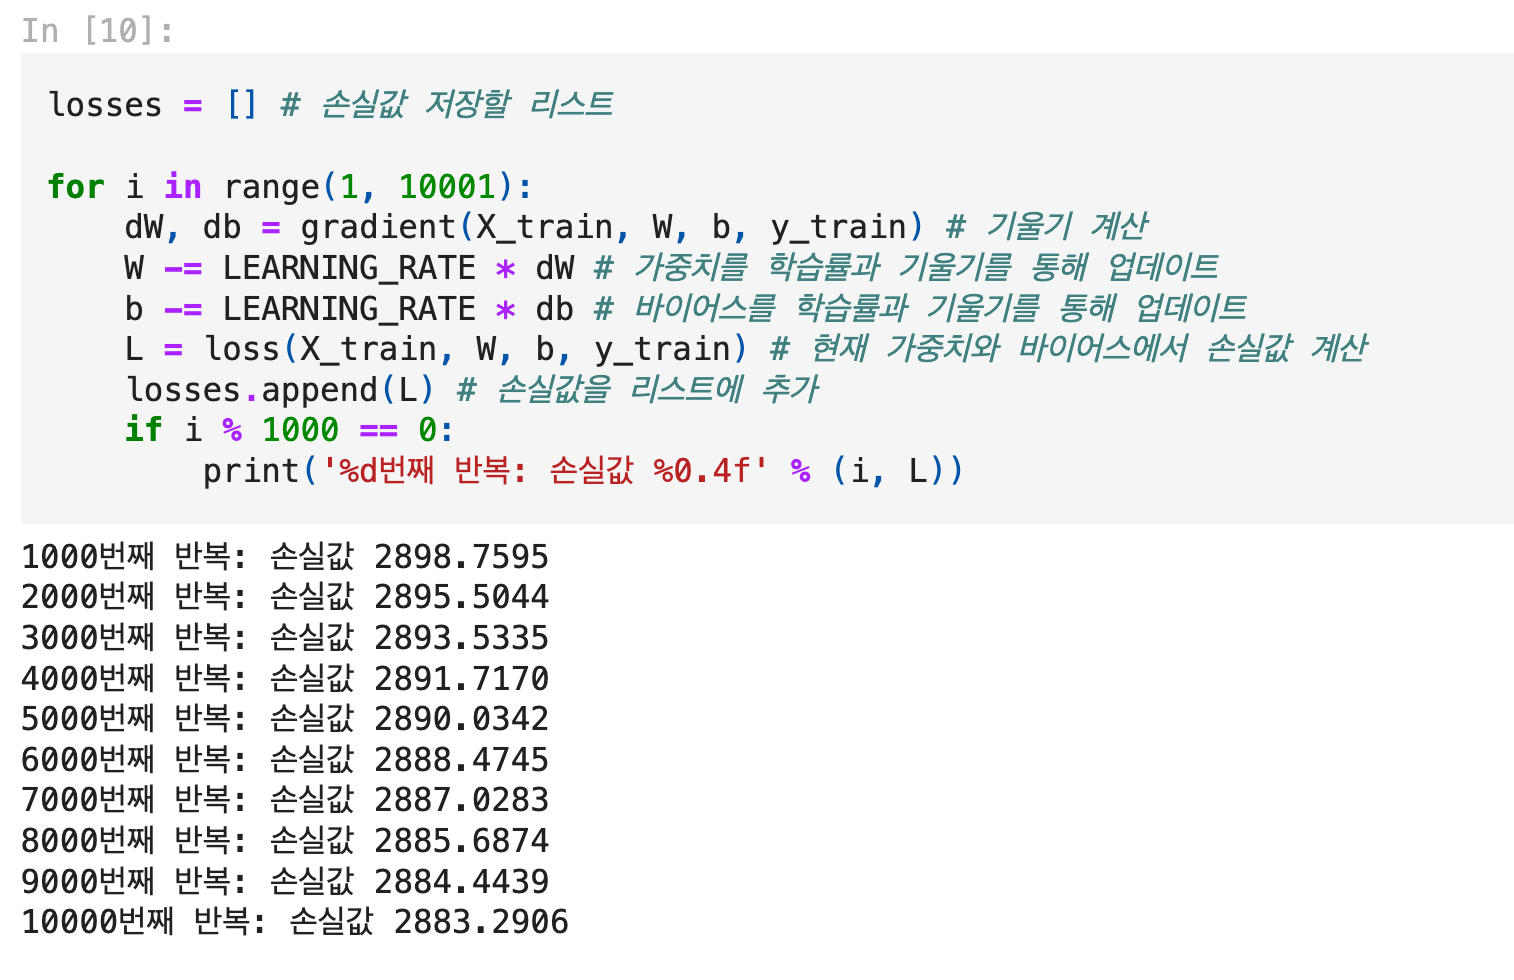 In [10]:
losses = [] # 손실값 저장할 리스트
for i in range(1, 10001):
    dW, db = gradient(X_train, W, b, y_train) # 기울기 계산
    W -= LEARNING_RATE * dW # 가중치를 학습률과 기울기를 통해 업데이트
    b -= LEARNING_RATE * db # 바이어스를 학습률과 기울기를 통해 업데이트
    L = loss(X_train, W, b, y_train) # 현재 가중치와 바이어스에서 손실값 계산
    losses.append(L) # 손실값을 리스트에 추가
    if i % 1000 == 0:
        print('%d번째 반복: 손실값 %0.4f' % (i, L))
1000번째 반복: 손실값 2898.7595
2000번째 반복: 손실값 2895.5044
3000번째 반복: 손실값 2893.5335
4000번째 반복: 손실값 2891.7170
5000번째 반복: 손실값 2890.0342
6000번째 반복: 손실값 2888.4745
7000번째 반복: 손실값 2887.0283
8000번째 반복: 손실값 2885.6874
9000번째 반복: 손실값 2884.4439
10000번째 반복: 손실값 2883.2906